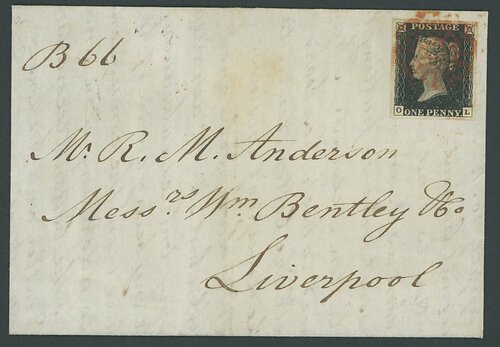 B66
POSTAGE
O ONE PENNY L
Mr. R. M. Anderson
Messrs Wm Bentley & Co
Liverpool